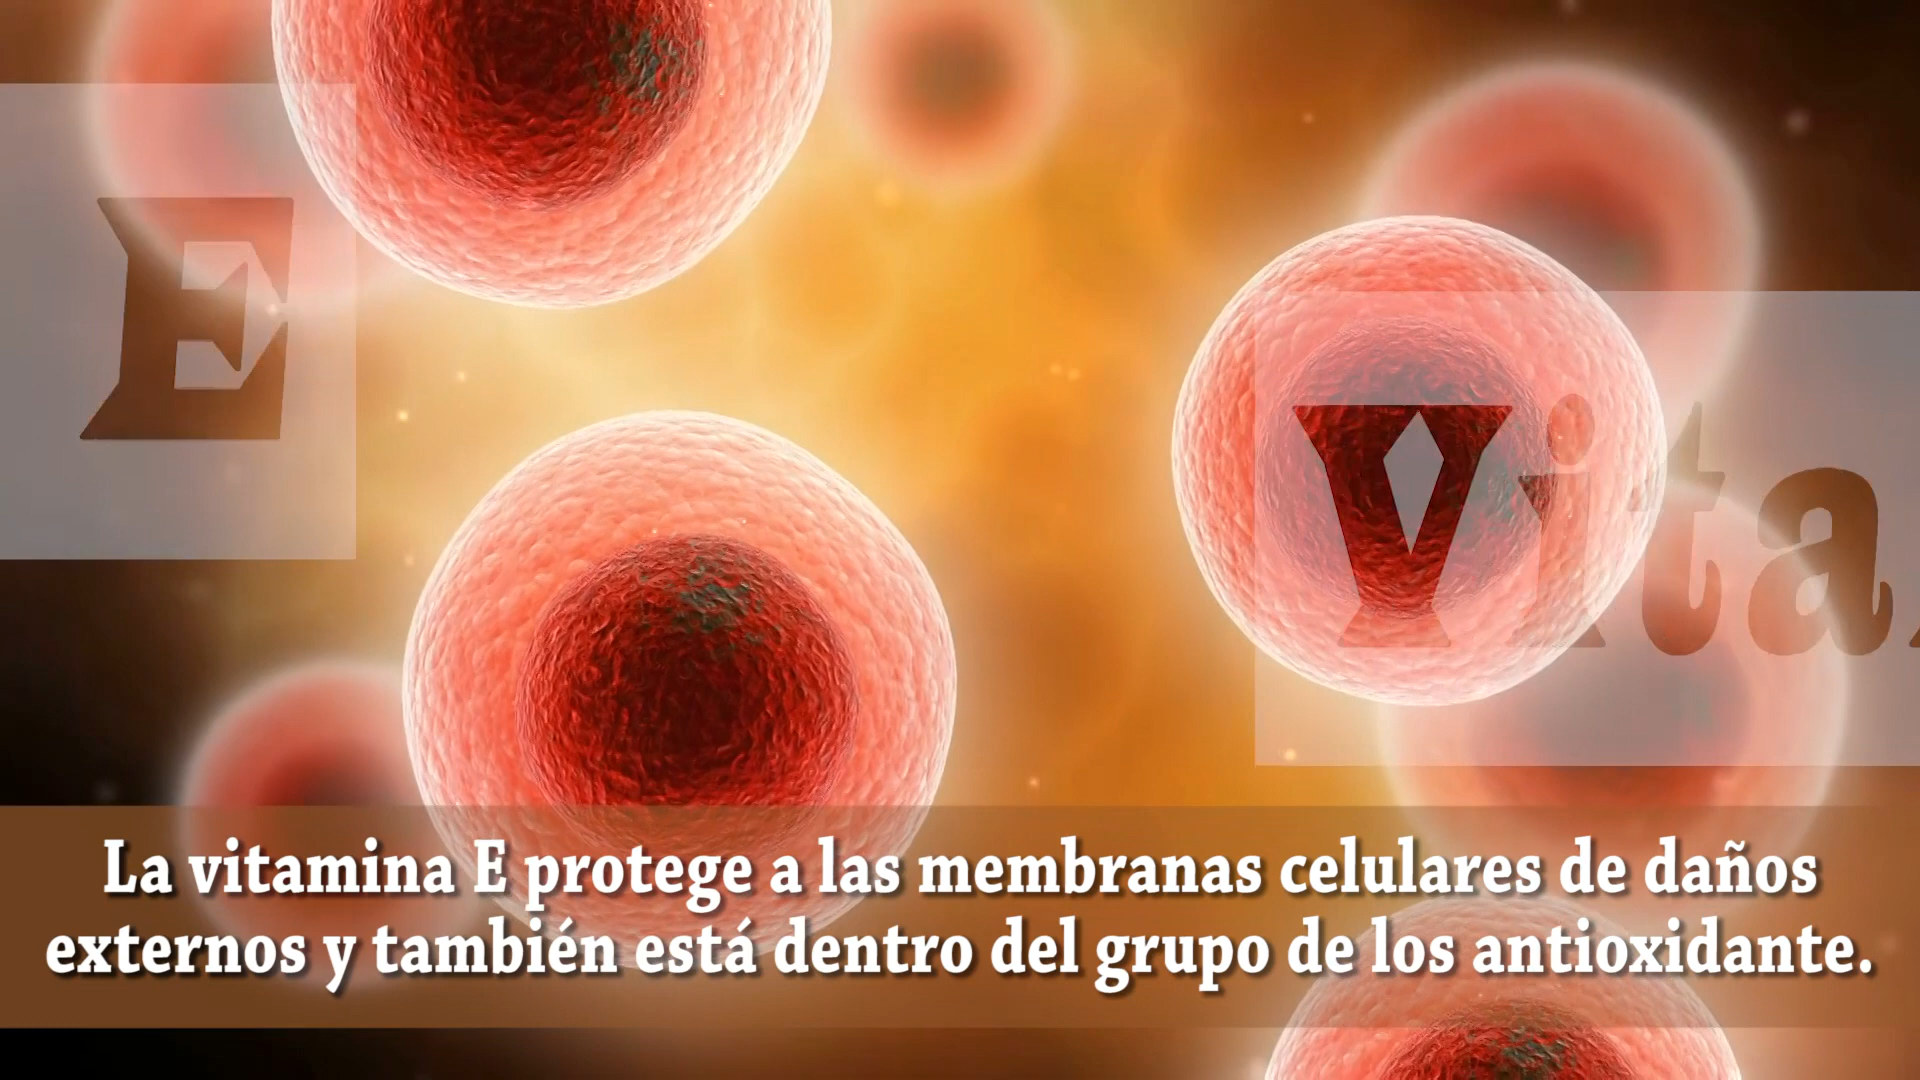 E
Vita
La vitamina E protege a las membranas celulares de daños
externos y también está dentro del grupo de los antioxidante.